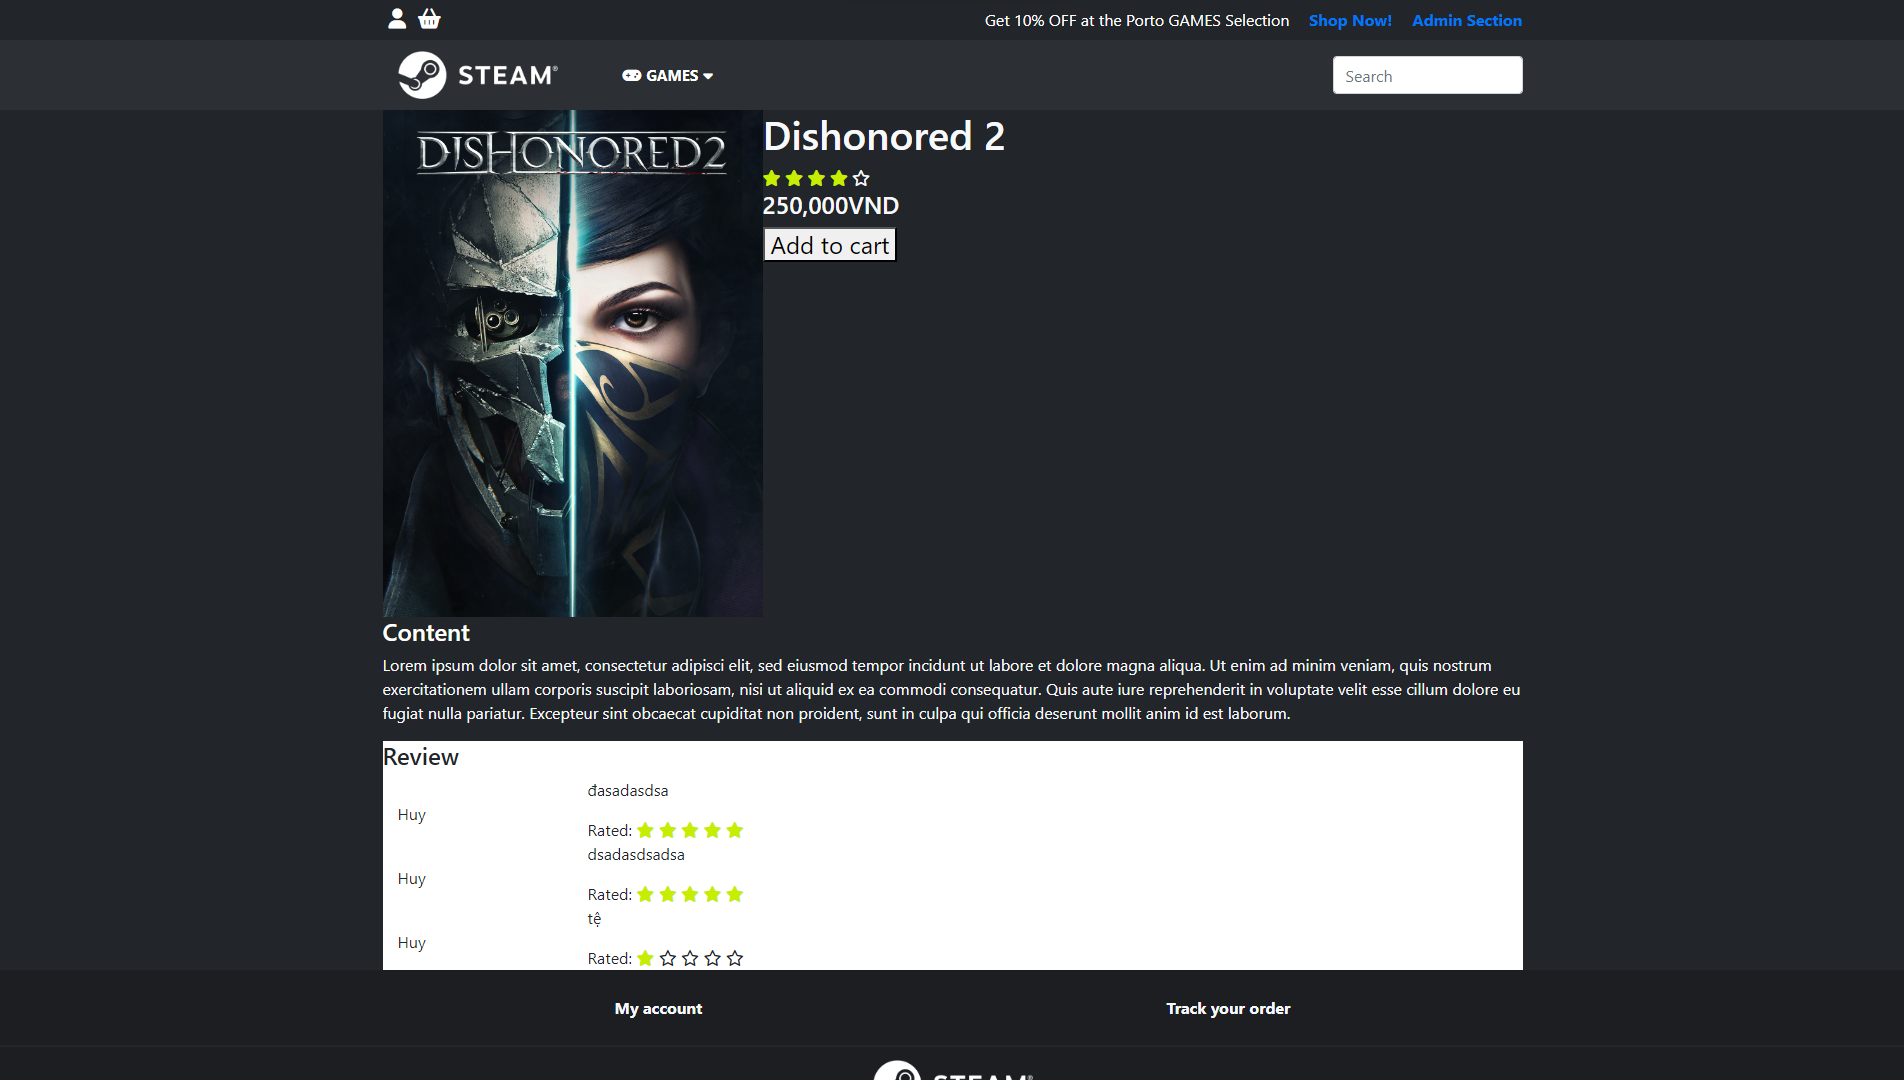 Get 10% OFF at the Porto GAMES Selection Shop Now! Admin Section
STEAM®
GAMES
Search
DISHONORED2
Dishonored 2
250,000VND
Add to cart
Content
Lorem ipsum dolor sit amet, consectetur adipisci elit, sed eiusmod tempor incidunt ut labore et dolore magna aliqua. Ut enim ad minim veniam, quis nostrum
exercitationem ullam corporis suscipit laboriosam, nisi ut aliquid ex ea commodi consequatur. Quis aute iure reprehenderit in voluptate velit esse cillum dolore eu
fugiat nulla pariatur. Excepteur sint obcaecat cupiditat non proident, sunt in culpa qui officia deserunt mollit anim id est laborum.
Review
đasadasdsa
Huy
Rated:
dsadasdsadsa
Huy
Rated:
tệ
Huy
Rated:
My account
Track your order
STEAM®